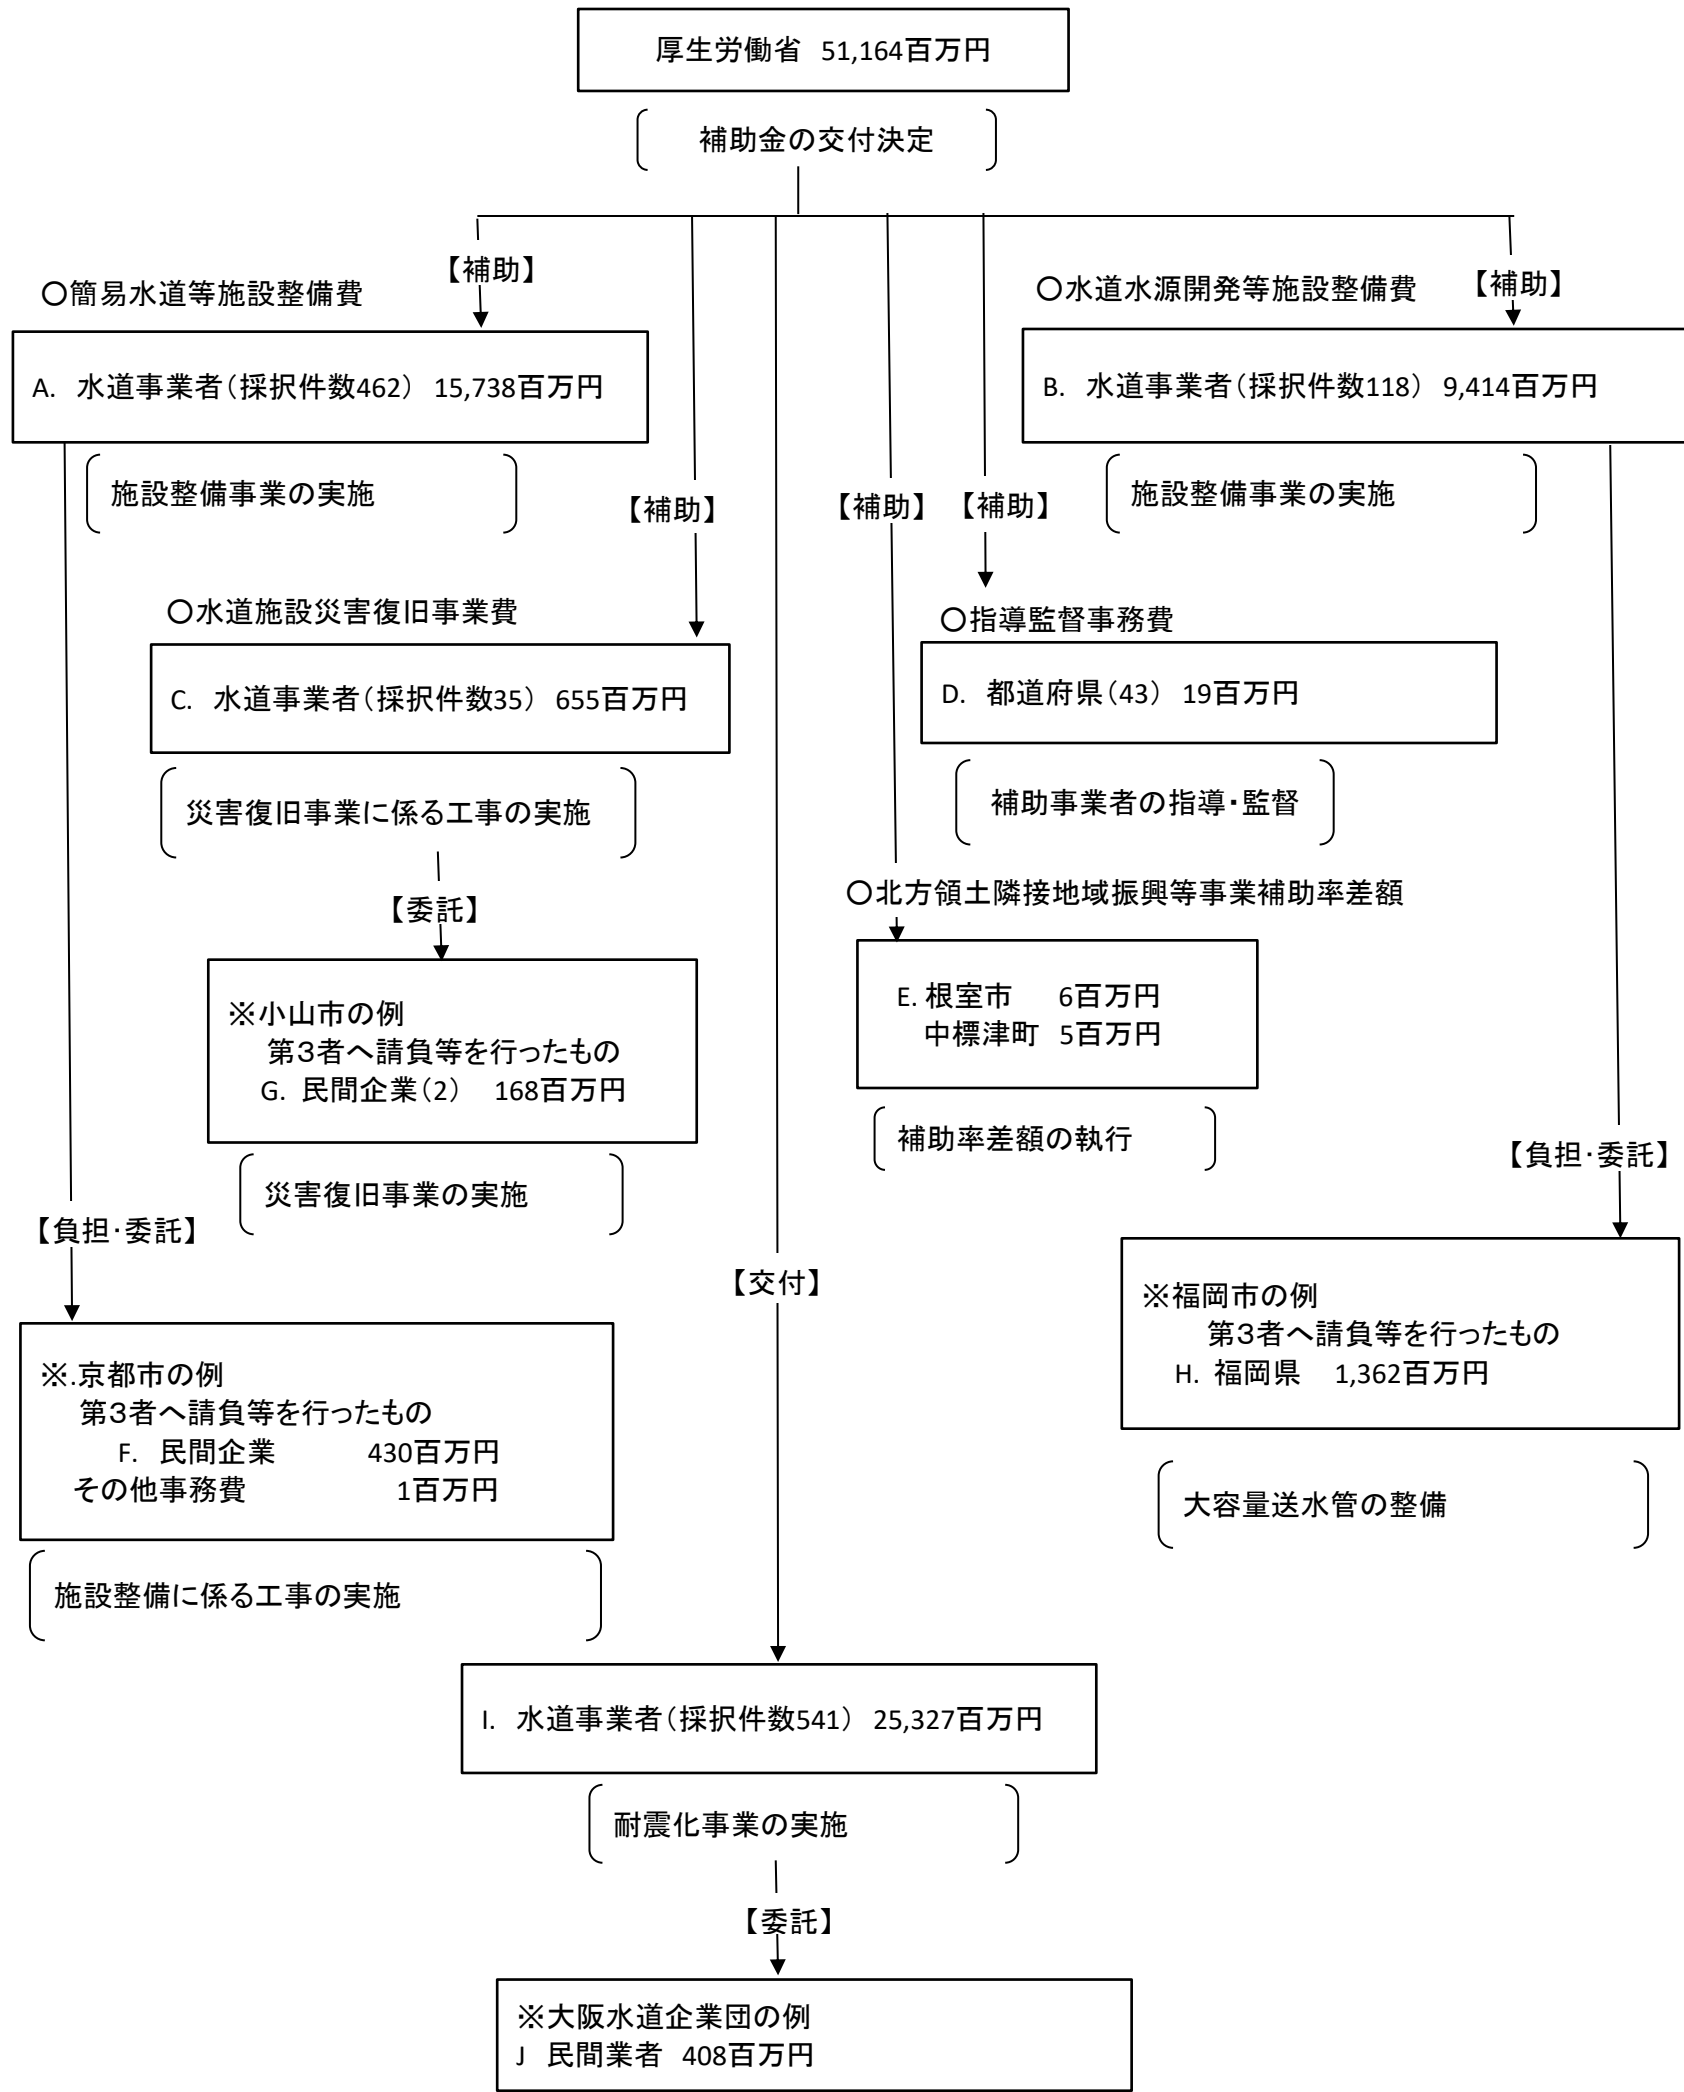 厚生労働省 51,164百万円
補助金の交付決定
【補助】
〇簡易水道等施設整備費
A. 水道事業者(採択件数462) 15,738百万円
施設整備事業の実施
【補助】
〇水道水源開発等施設整備費
B. 水道事業者(採択件数118) 9,414百万円
施設整備事業の実施
【補助】
【補助】
【補助】
〇水道施設災害復旧事業費
C. 水道事業者(採択件数35) 655百万円
災害復旧事業に係る工事の実施
【委託】
※小山市の例
第3者へ請負等を行ったもの
G. 民間企業(2) 168百万円
災害復旧事業の実施
〇指導監督事務費
D. 都道府県(43) 19百万円
補助事業者の指導・監督
〇北方領土隣接地域振興等事業補助率差額
E. 根室市 6百万円
中標津町 5百万円
補助率差額の執行
【負担・委託】
※福岡市の例
第3者へ請負等を行ったもの
H. 福岡県 1,362百万円
大容量送水管の整備
【負担・委託】
※.京都市の例
第3者へ請負等を行ったもの
F. 民間企業 430百万円
その他事務費 1百万円
施設整備に係る工事の実施
【交付】
I. 水道事業者(採択件数541) 25,327百万円
耐震化事業の実施
【委託】
※大阪水道企業団の例
J 民間業者 408百万円